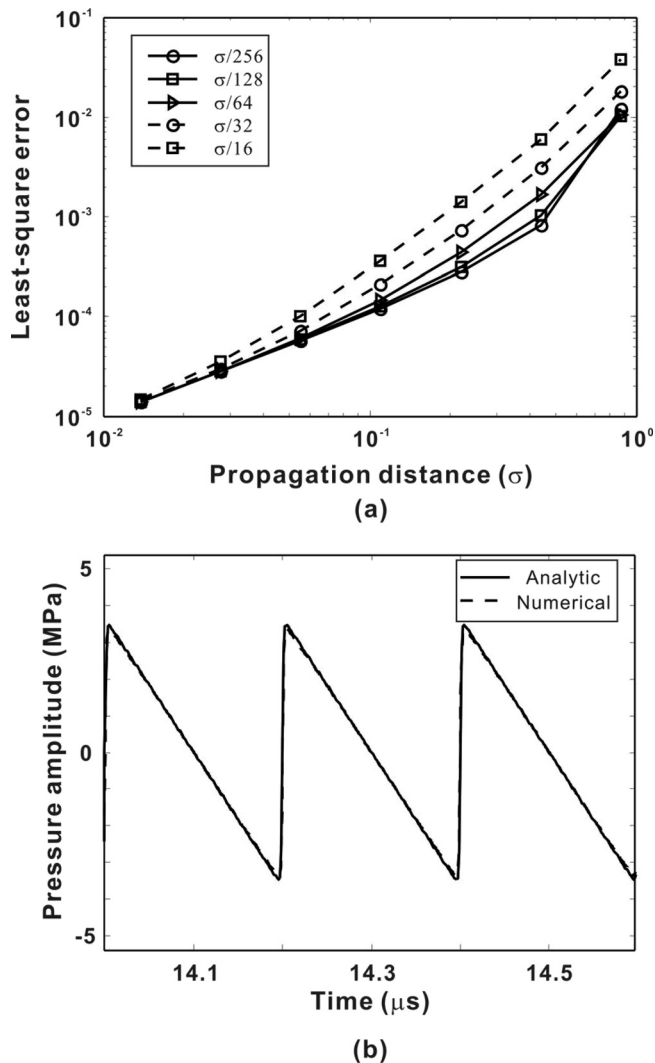 10⁻¹
10⁻²
10⁻³
10⁻⁴
10⁻⁵
Least-square error
σ/256
σ/128
σ/64
σ/32
σ/16
10⁻² 10⁻¹ 10⁰
Propagation distance (σ)
(a)
5
0
-5
Pressure amplitude (MPa)
Analytic
Numerical
14.1 14.3 14.5
Time (μs)
(b)